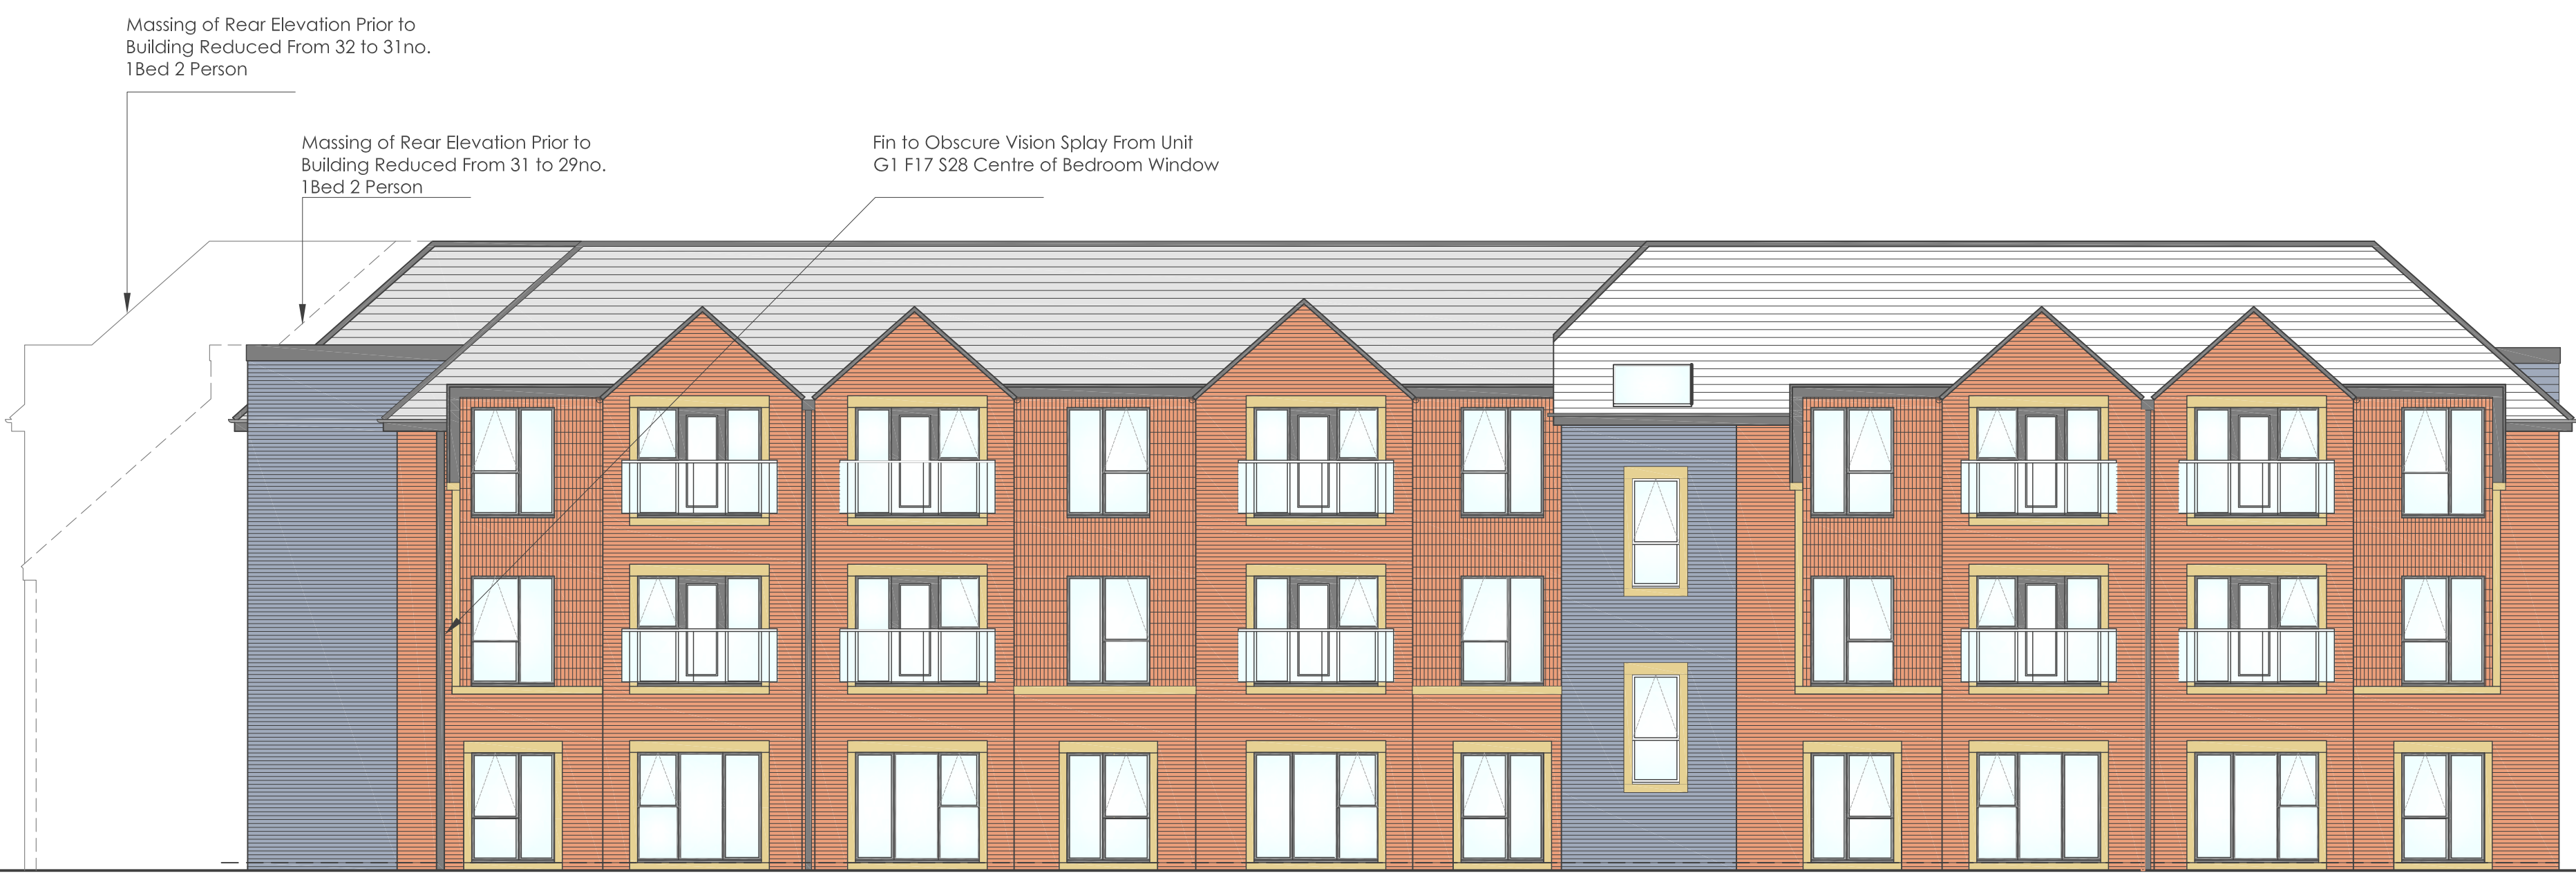 Massing of Rear Elevation Prior to
Building Reduced From 32 to 31no.
1Bed 2 Person
Massing of Rear Elevation Prior to
Building Reduced From 31 to 29no.
1Bed 2 Person
Fin to Obscure Vision Splay From Unit
G1 F17 S28 Centre of Bedroom Window